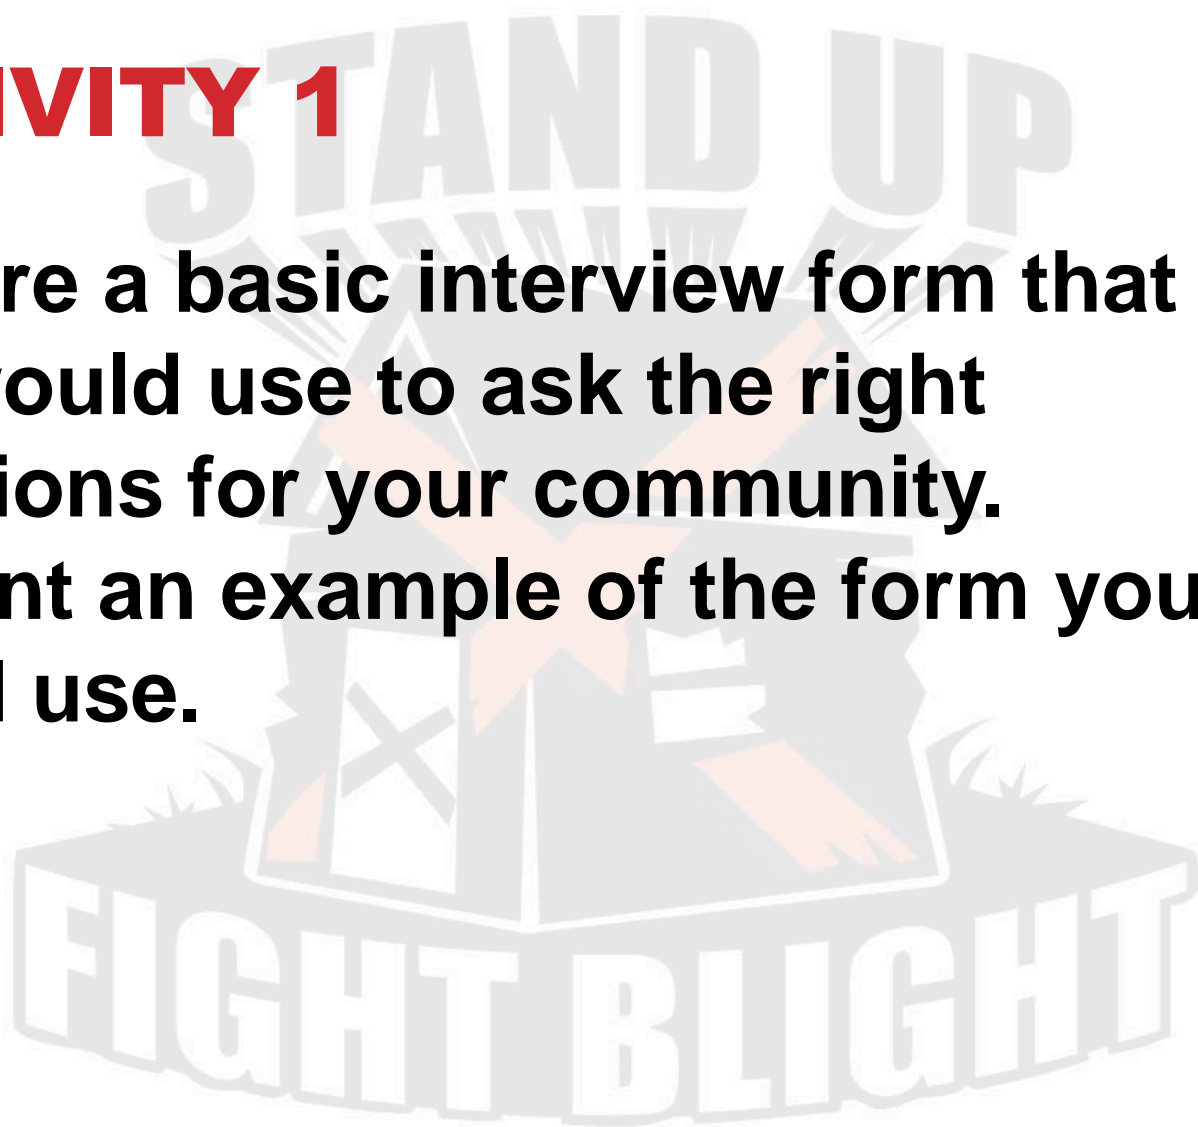 STAND UP
IVITY 1
re a basic interview form that
ould use to ask the right
ions for your community.
nt an example of the form you
use.
FIGHT BLIGHT